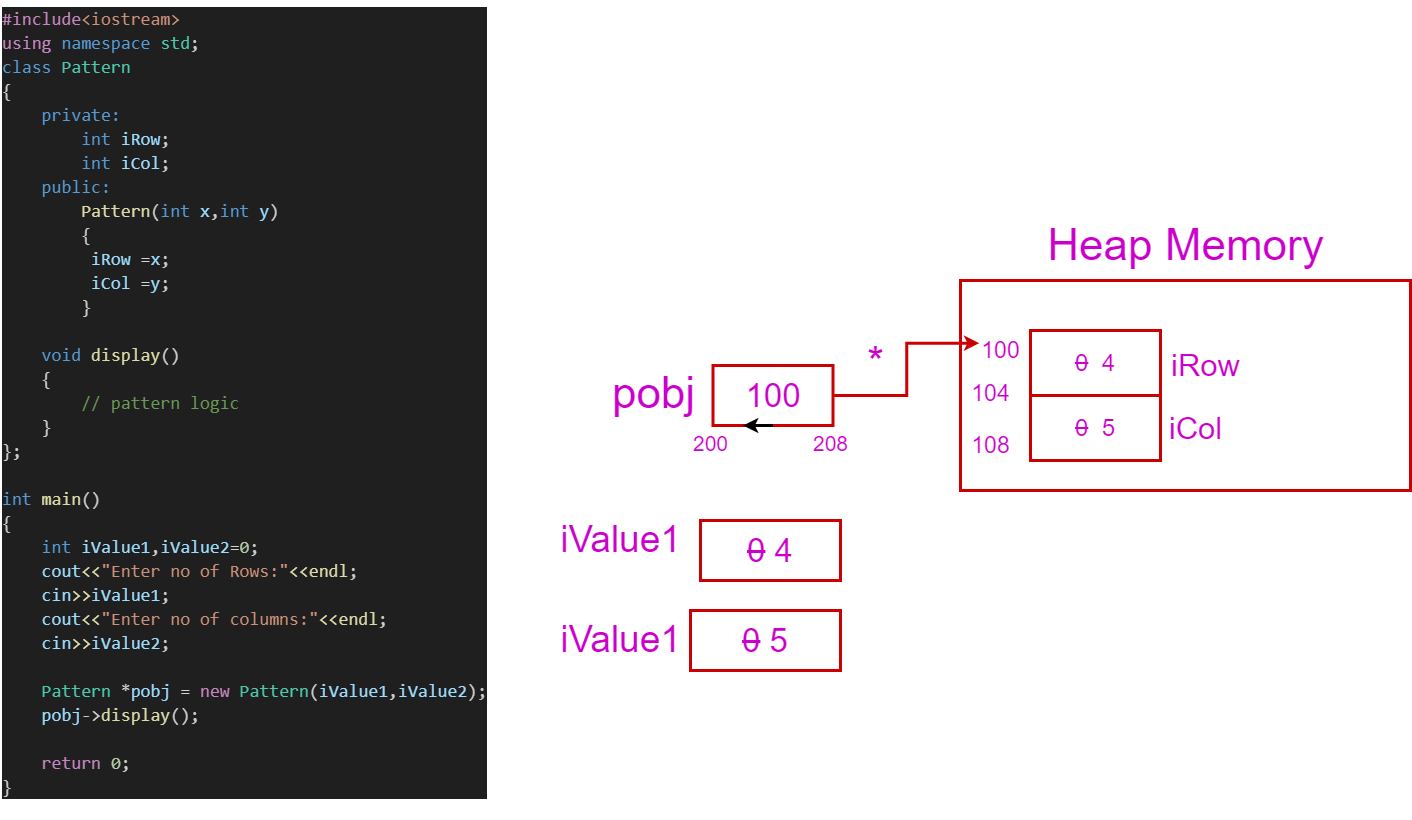 #include<iostream>
using namespace std;
class Pattern
{
    private:
        int iRow;
        int iCol;
    public:
        Pattern(int x,int y)
        {
         iRow =x;
         iCol =y;
        }

    void display()
    {
        // pattern logic
    }
};

int main()
{
    int iValue1,iValue2=0;
    cout<<"Enter no of Rows:"<<endl;
    cin>>iValue1;
    cout<<"Enter no of columns:"<<endl;
    cin>>iValue2;

    Pattern *pobj = new Pattern(iValue1,iValue2);
    pobj->display();

    return 0;
}
Heap Memory
*
pobj
100
200
208
100
0 4
iRow
104
0 5
iCol
108
iValue1
0 4
iValue1
0 5